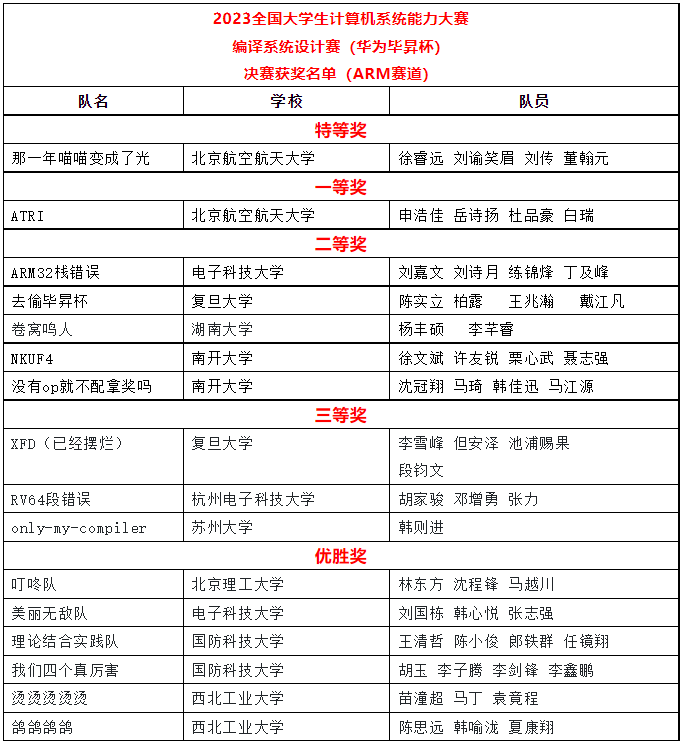 2023全国大学生计算机系统能力大赛
编译系统设计赛（华为毕昇杯）
决赛获奖名单（ARM赛道）
队名 学校 队员
特等奖
那一年喵喵变成了光 北京航空航天大学 徐睿远 刘谕笑眉 刘传 董翰元
一等奖
ATRI 北京航空航天大学 申浩佳 岳诗扬 杜品豪 白瑞
二等奖
ARM32栈错误 电子科技大学 刘嘉文 刘诗月 练锦烽 丁及峰
去偷毕昇杯 复旦大学 陈实立 柏露 王兆瀚 戴江凡
卷窝呜人 湖南大学 杨丰硕 李芊睿
NKUF4 南开大学 徐文斌 许友锐 栗心武 聂志强
没有op就不配拿奖吗 南开大学 沈冠翔 马琦 韩佳迅 马江源
三等奖
XFD（已经摆烂） 复旦大学 李雪峰 但安泽 池浦赐果
段钧文
RV64段错误 杭州电子科技大学 胡家骏 邓增勇 张力
only-my-compiler 苏州大学 韩则进
优胜奖
叮咚队 北京理工大学 林东方 沈程锋 马越川
美丽无敌队 电子科技大学 刘国栋 韩心悦 张志强
理论结合实践队 国防科技大学 王清哲 陈小俊 郎轶群 任镜翔
我们四个真厉害 国防科技大学 胡玉 李子腾 李剑锋 李鑫鹏
烫烫烫烫烫 西北工业大学 苗潼超 马丁 袁竟程
鸽鸽鸽鸽 西北工业大学 陈思远 韩喻泷 夏康翔